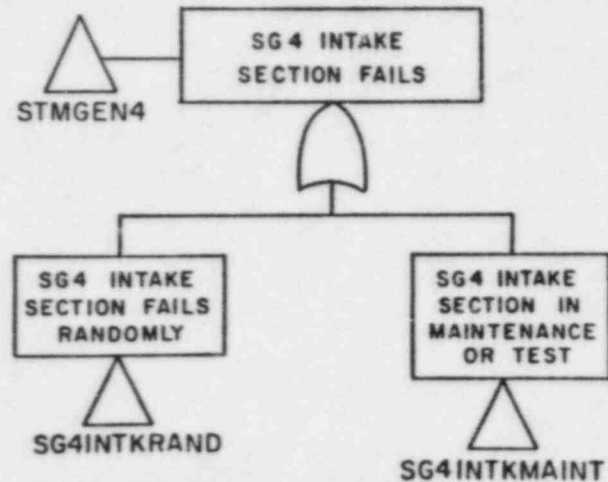 SG4 INTAKE
SECTION FAILS
STMGEN4
SG4 INTAKE
SECTION FAILS
RANDOMLY
SG4INTKRAND
SG4 INTAKE
SECTION IN
MAINTENANCE
OR TEST
SG4INTKMAINT